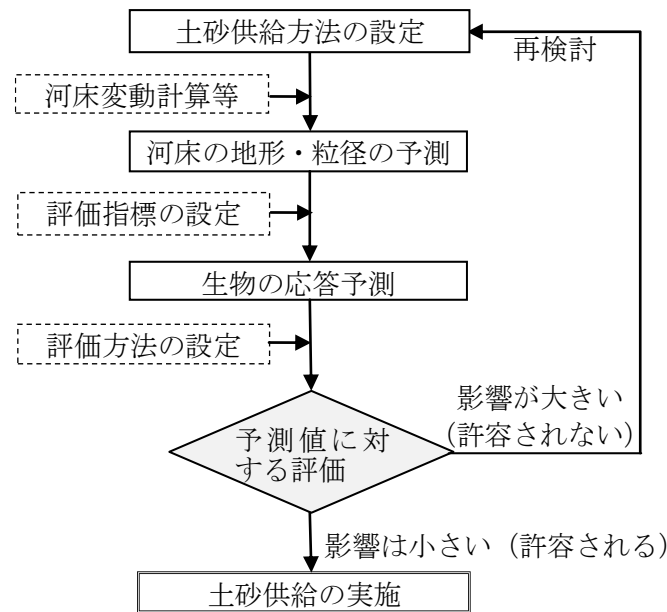 土砂供給方法の設定
再検討
河床変動計算等
河床の地形・粒径の予測
評価指標の設定
生物の応答予測
評価方法の設定
影響が大きい
（許容されない）
予測値に対
する評価
影響は小さい（許容される）
土砂供給の実施